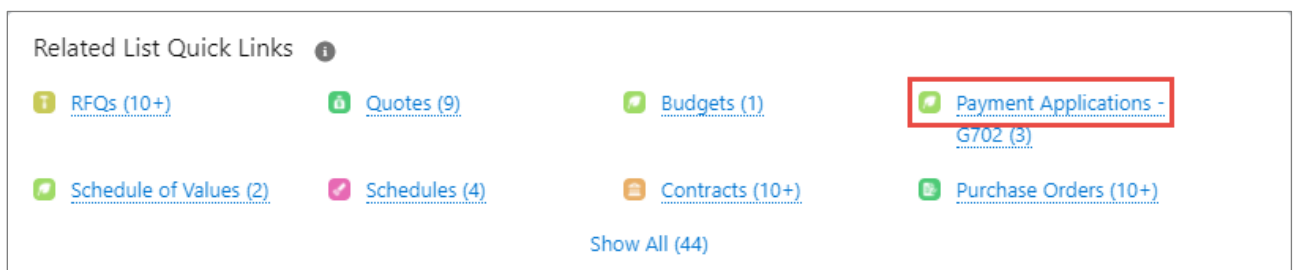 Related List Quick Links
RFQs (10+)
Quotes (9)
Budgets (1)
Payment Applications -
G702 (3)
Schedule of Values (2)
Schedules (4)
Contracts (10+)
Purchase Orders (10+)
Show All (44)